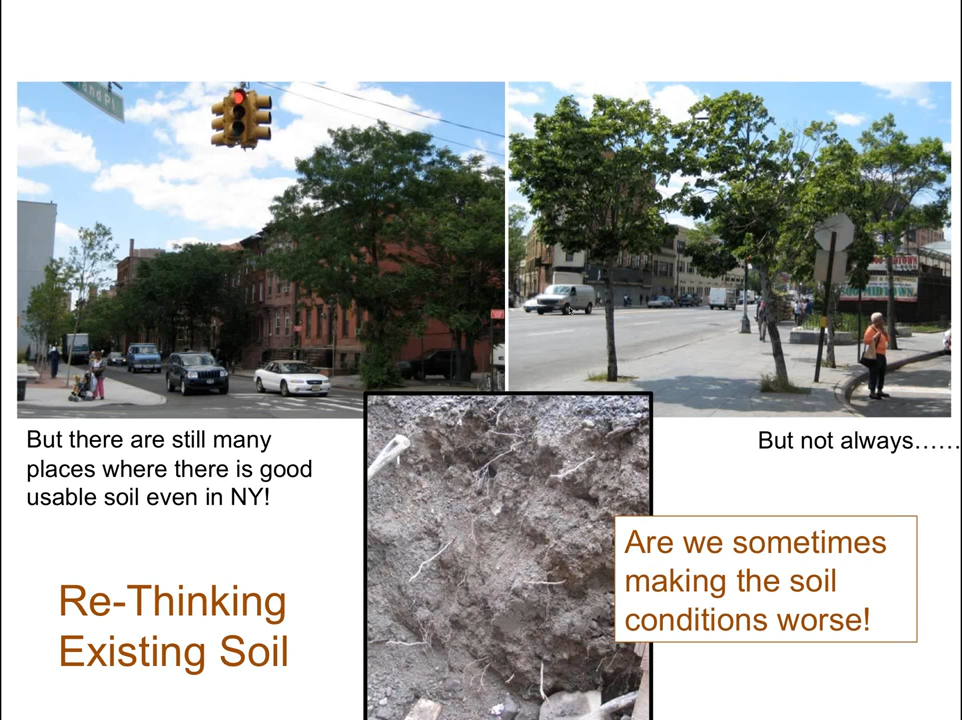 But there are still many
places where there is good
usable soil even in NY!
But not always……
Are we sometimes
making the soil
conditions worse!
Re-Thinking
Existing Soil